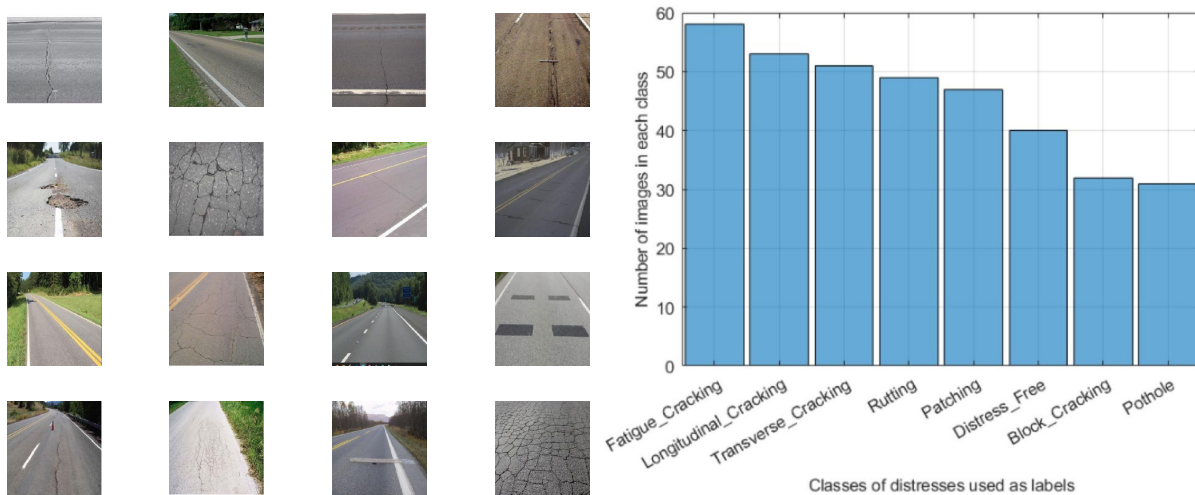 60
50
40
30
20
10
0
Number of images in each class
Fatigue_Cracking
Longitudinal_Cracking
Transverse_Cracking
Rutting
Patching
Distress_Free
Block_Cracking
Pothole
Classes of distresses used as labels